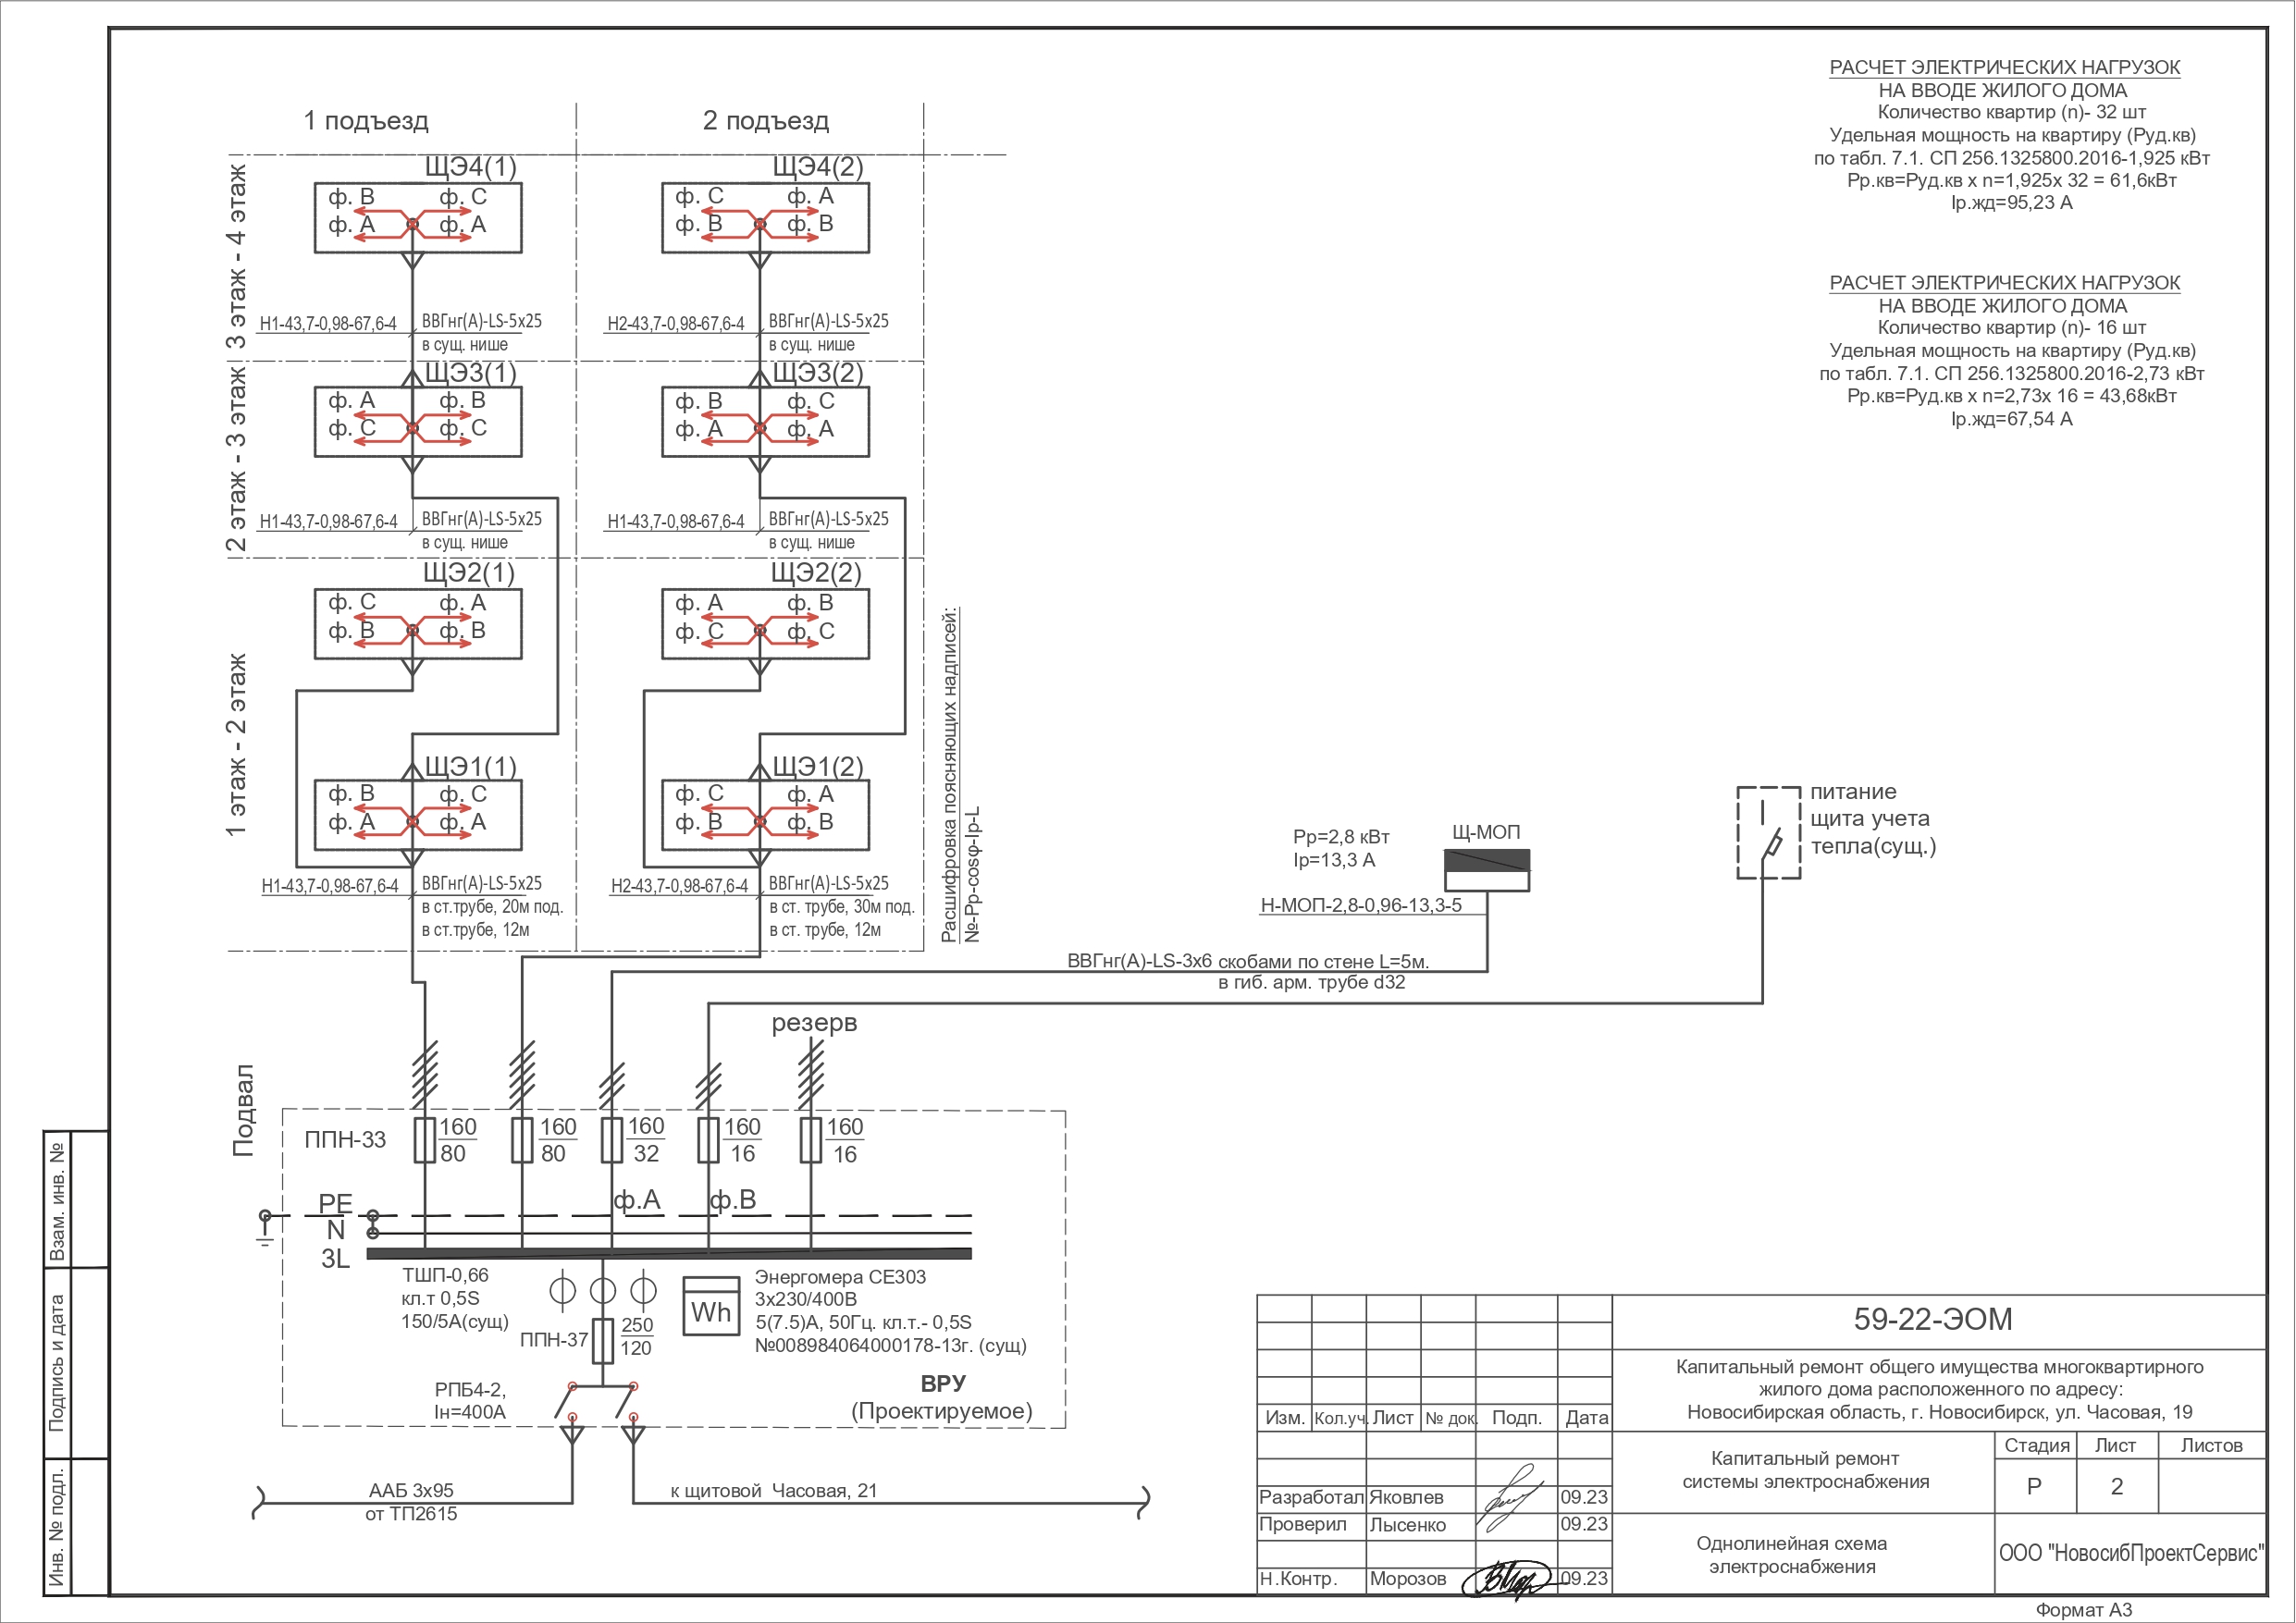 РАСЧЕТ ЭЛЕКТРИЧЕСКИХ НАГРУЗОК
НА ВВОДЕ ЖИЛОГО ДОМА
Количество квартир (n)- 32 шт
Удельная мощность на квартиру (Руд.кв)
по табл. 7.1. СП 256.1325800.2016-1,925 кВт
Рр.кв=Руд.кв х n=1,925х 32 = 61,6кВт
Iр.жд=95,23 А
РАСЧЕТ ЭЛЕКТРИЧЕСКИХ НАГРУЗОК
НА ВВОДЕ ЖИЛОГО ДОМА
Количество квартир (n)- 16 шт
Удельная мощность на квартиру (Руд.кв)
по табл. 7.1. СП 256.1325800.2016-2,73 кВт
Рр.кв=Руд.кв х n=2,73х 16 = 43,68кВт
Iр.жд=67,54 А
1 подъезд
2 подъезд
3 этаж - 4 этаж
ЩЭ4(1)
ф. В ф. С
ф. А ф. А
ЩЭ4(2)
ф. С ф. А
ф. В ф. В
Н1-43,7-0,98-67,6-4 ВВГнг(А)-LS-5х25
в сущ. нише
Н2-43,7-0,98-67,6-4 ВВГнг(А)-LS-5х25
в сущ. нише
2 этаж - 3 этаж
ЩЭ3(1)
ф. А ф. В
ф. С ф. С
ЩЭ3(2)
ф. В ф. С
ф. А ф. А
Н1-43,7-0,98-67,6-4 ВВГнг(А)-LS-5х25
в сущ. нише
Н1-43,7-0,98-67,6-4 ВВГнг(А)-LS-5х25
в сущ. нише
1 этаж - 2 этаж
ЩЭ2(1)
ф. С ф. А
ф. В ф. В
ЩЭ2(2)
ф. А ф. В
ф. С ф. С
ЩЭ1(1)
ф. В ф. С
ф. А ф. А
ЩЭ1(2)
ф. С ф. А
ф. В ф. В
Н1-43,7-0,98-67,6-4 ВВГнг(А)-LS-5х25
в ст.трубе, 20м под.
в ст.трубе, 12м
Н2-43,7-0,98-67,6-4 ВВГнг(А)-LS-5х25
в ст. трубе, 30м под.
в ст. трубе, 12м
Расшифровка поясняющих надписей:
№-Рр-cosφ-Iр-L
Рр=2,8 кВт
Iр=13,3 А
Щ-МОП
Н-МОП-2,8-0,96-13,3-5
питание
щита учета
тепла(сущ.)
ВВГнг(А)-LS-3х6 скобами по стене L=5м.
в гиб. арм. трубе d32
резерв
Подвал
ППН-33
160
80
160
80
160
32
160
16
160
16
ф.А
ф.В
PE
N
3L
ТШП-0,66
кл.т 0,5S
150/5А(сущ)
ППН-37
250
120
Wh
Энергомера СЕ303
3х230/400В
5(7.5)А, 50Гц. кл.т.- 0,5S
№008984064000178-13г. (сущ)
РПБ4-2,
Iн=400А
ВРУ
(Проектируемое)
ААБ 3х95
от ТП2615
к щитовой Часовая, 21
Взам. инв. №
Подпись и дата
Инв. № подл.
59-22-ЭОМ
Капитальный ремонт общего имущества многоквартирного
жилого дома расположенного по адресу:
Новосибирская область, г. Новосибирск, ул. Часовая, 19
Изм. Кол.уч. Лист № док. Подп. Дата
Капитальный ремонт
системы электроснабжения
Стадия Лист Листов
Р 2
Разработал Яковлев 09.23
Проверил Лысенко 09.23
Н.Контр. Морозов 09.23
Однолинейная схема
электроснабжения
ООО "НовосибПроектСервис"
Формат А3